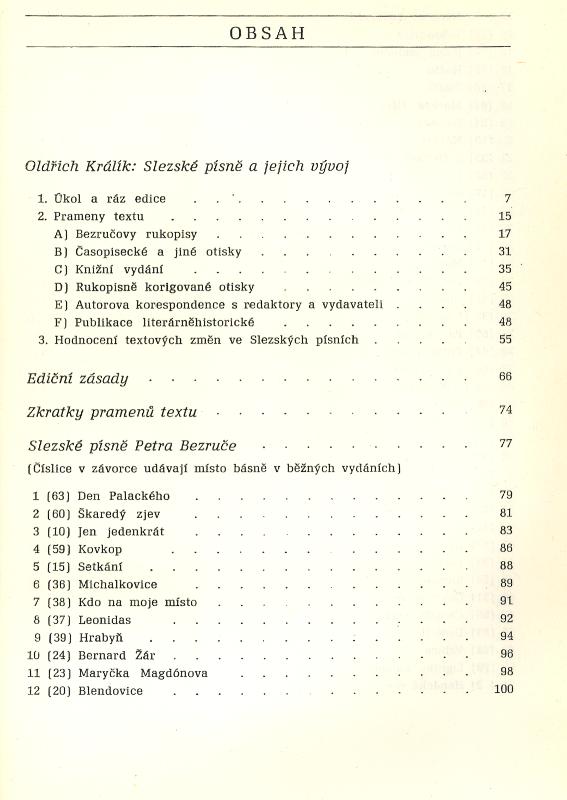 OBSAH
Oldřich Králík: Slezské písně a jejich vývoj
1. Úkol a ráz edice . . . . . . . . . . . . . 7
2. Prameny textu . . . . . . . . . . . . . . 15
A) Bezručovy rukopisy . . . . . . . . . . . . 17
B) Časopisecké a jiné otisky . . . . . . . . . . 31
C) Knižní vydání . . . . . . . . . . . . . 35
D) Rukopisně korigované otisky . . . . . . . . . 45
E) Autorova korespondence s redaktory a vydavateli . . . . 48
F) Publikace literárněhistorické . . . . . . . . . 48
3. Hodnocení textových změn ve Slezských písních . . . . . 55
Ediční zásady . . . . . . . . . . . . . . . 66
Zkratky pramenů textu . . . . . . . . . . . . . 74
Slezské písně Petra Bezruče . . . . . . . . . . 77
(Číslice v závorce udávají místo básně v běžných vydáních)
1 (63) Den Palackého . . . . . . . . . . . . . 79
2 (60) Škaredý zjev . . . . . . . . . . . . . 81
3 (10) Jen jedenkrát . . . . . . . . . . . . . 83
4 (59) Kovkop . . . . . . . . . . . . . . 86
5 (15) Setkání . . . . . . . . . . . . . . . 88
6 (36) Michalkovice . . . . . . . . . . . . . 89
7 (38) Kdo na moje místo . . . . . . . . . . . 91
8 (37) Leonidas . . . . . . . . . . . . . . 92
9 (39) Hrabyň . . . . . . . . . . . . . . . 94
10 (24) Bernard Žár . . . . . . . . . . . . . 96
11 (23) Maryčka Magdónova . . . . . . . . . . . 98
12 (20) Blendovice . . . . . . . . . . . . . . 100